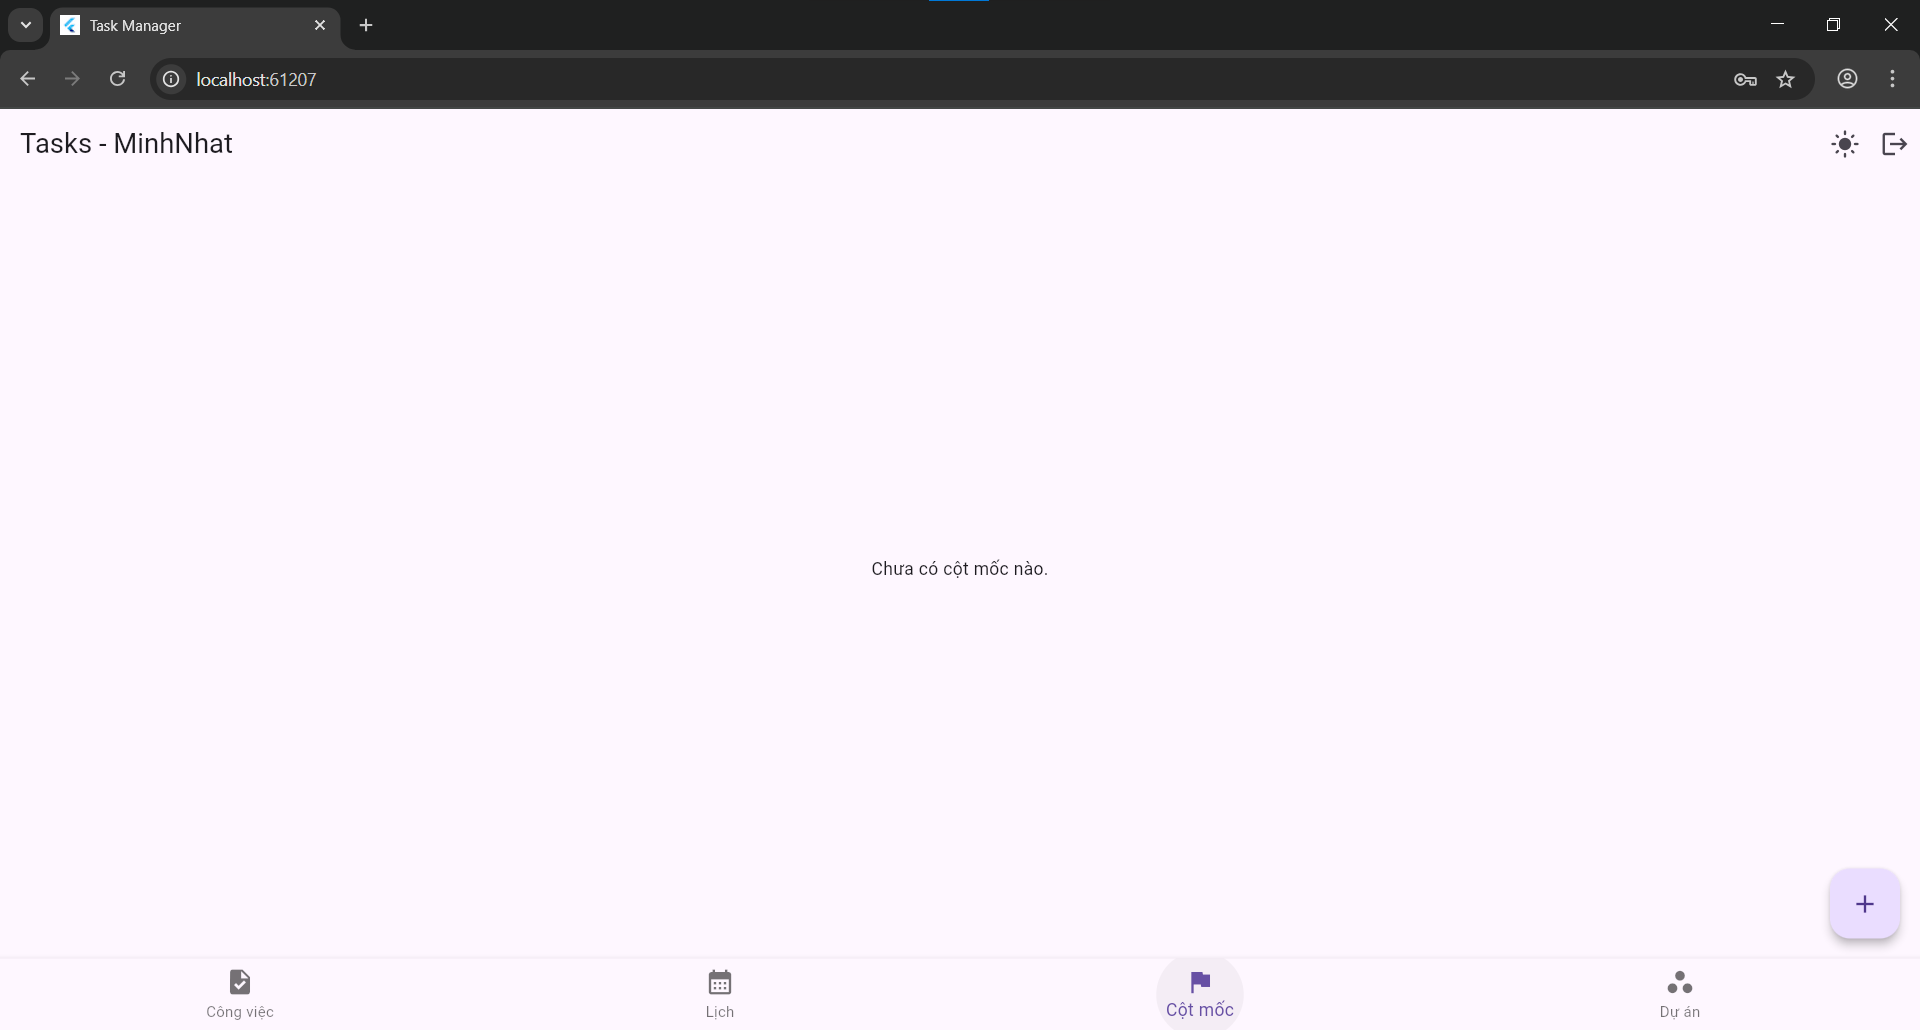 Task Manager
localhost:61207
Tasks - MinhNhat
Chưa có cột mốc nào.
Công việc
Lịch
Cột mốc
Dự án